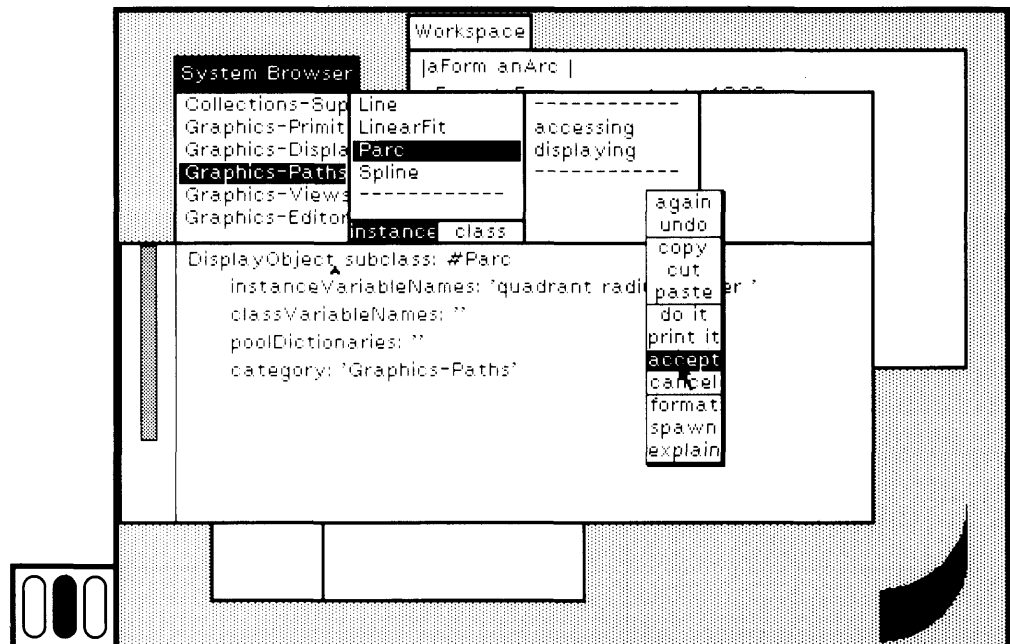 Workspace
|aForm anArc |
System Browser
Collections-Sup
Graphics-Primit
Graphics-Displa
Graphics-Paths
Graphics-Views
Graphics-Editor
Line
LinearFit
Parc
Spline
-------------
instance class
-------------
accessing
displaying
-------------
DisplayObject subclass: #Parc
instanceVariableNames: 'quadrant er '
classVariableNames: ''
poolDictionaries: ''
category: 'Graphics-Paths'
again
undo
copy
cut
paste
do it
print it
accept
cancel
format
spawn
explain